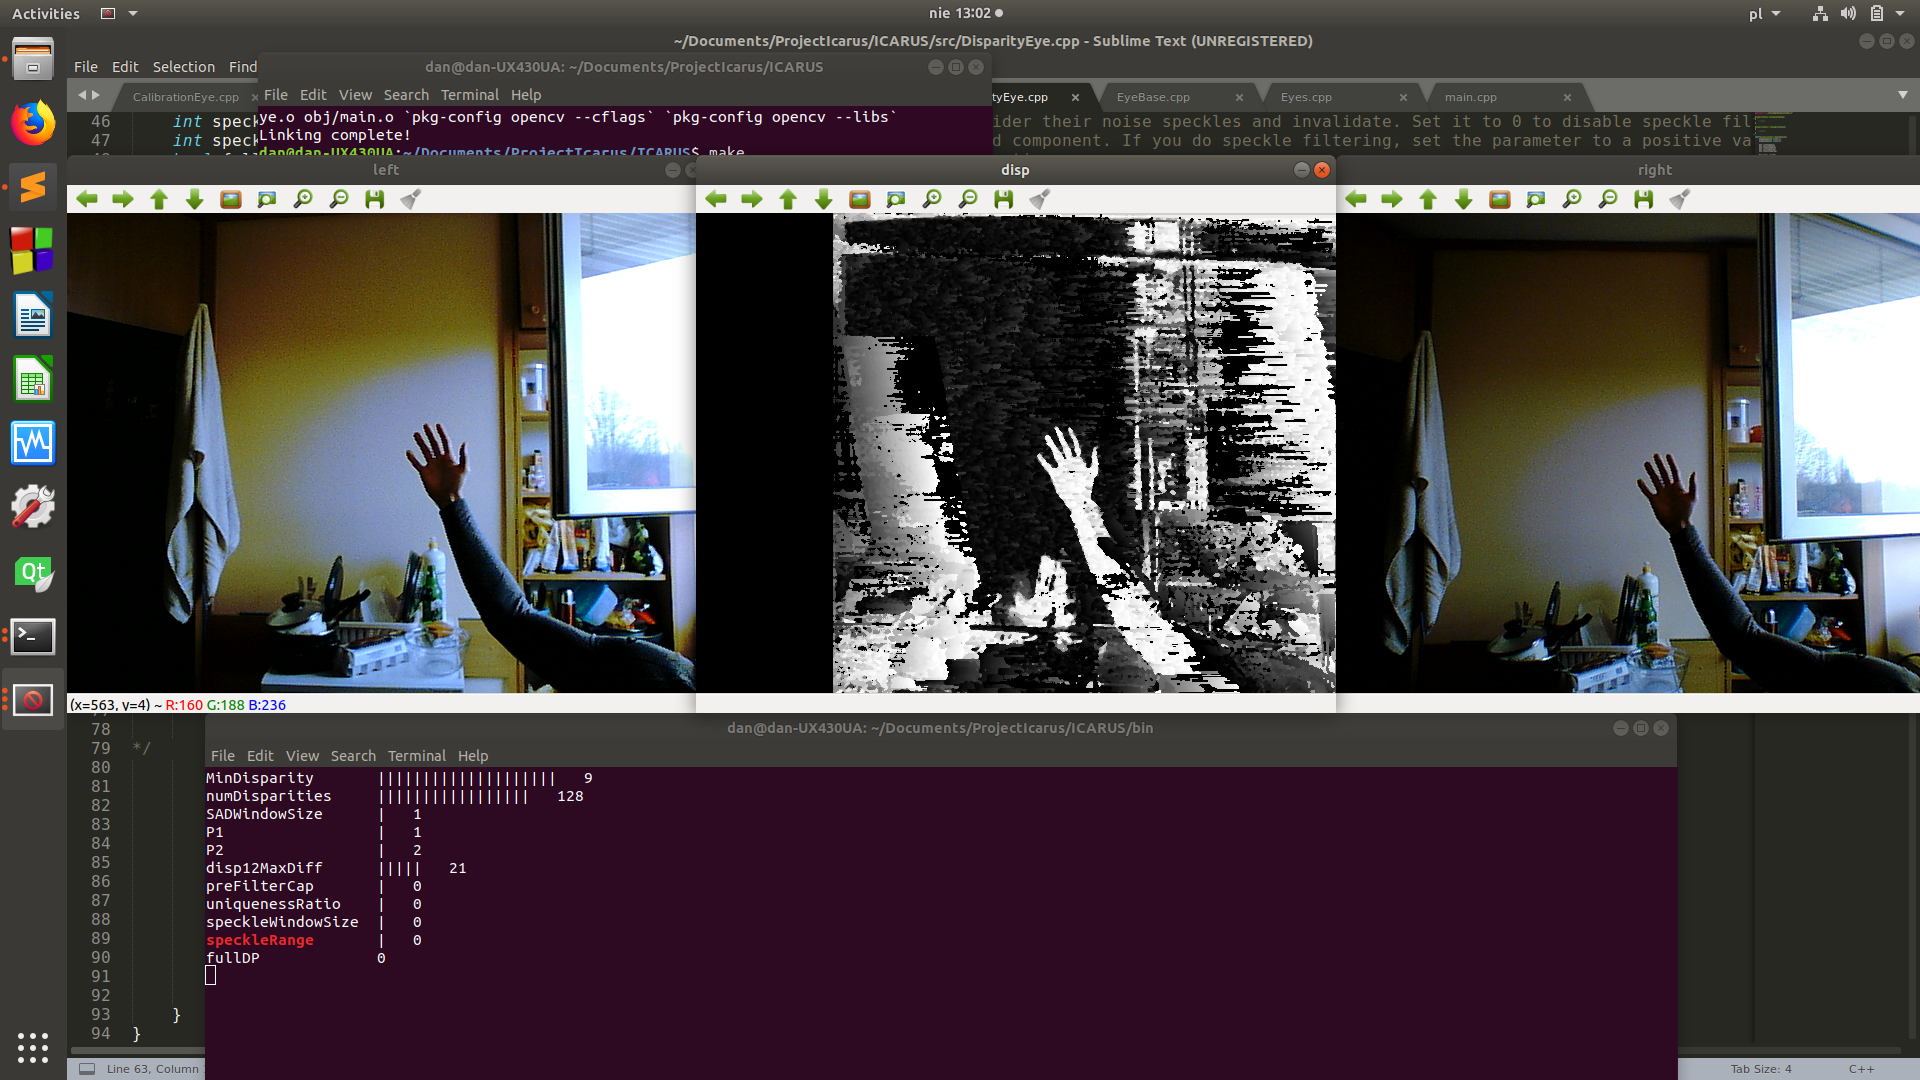 Activities
nie 13:02
pl
~/Documents/ProjectIcarus/ICARUS/src/DisparityEye.cpp - Sublime Text (UNREGISTERED)
File Edit Selection Find
dan@dan-UX430UA: ~/Documents/ProjectIcarus/ICARUS
File Edit View Search Terminal Help
CalibrationEye.cpp
tyEye.cpp
EyeBase.cpp
Eyes.cpp
main.cpp
ye.o obj/main.o `pkg-config opencv --cflags` `pkg-config opencv --libs`
Linking complete!
dan@dan-UX430UA:~/Documents/ProjectIcarus/ICARUS$ make
46 int speck
47 int speck
ider their noise speckles and invalidate. Set it to 0 to disable speckle fil
d component. If you do speckle filtering, set the parameter to a positive va
left
disp
right
Qt
(x=563, y=4) ~ R:160 G:188 B:236
78
79 */
80
81
82
83
84
85
86
87
88
89
90
91
92
93 }
94 }
dan@dan-UX430UA: ~/Documents/ProjectIcarus/ICARUS/bin
File Edit View Search Terminal Help
MinDisparity |||||||||||||||||||| 9
numDisparities ||||||||||||||||| 128
SADWindowSize | 1
P1 | 1
P2 | 2
disp12MaxDiff ||||| 21
preFilterCap | 0
uniquenessRatio | 0
speckleWindowSize | 0
speckleRange | 0
fullDP 0
Line 63, Column
Tab Size: 4
C++